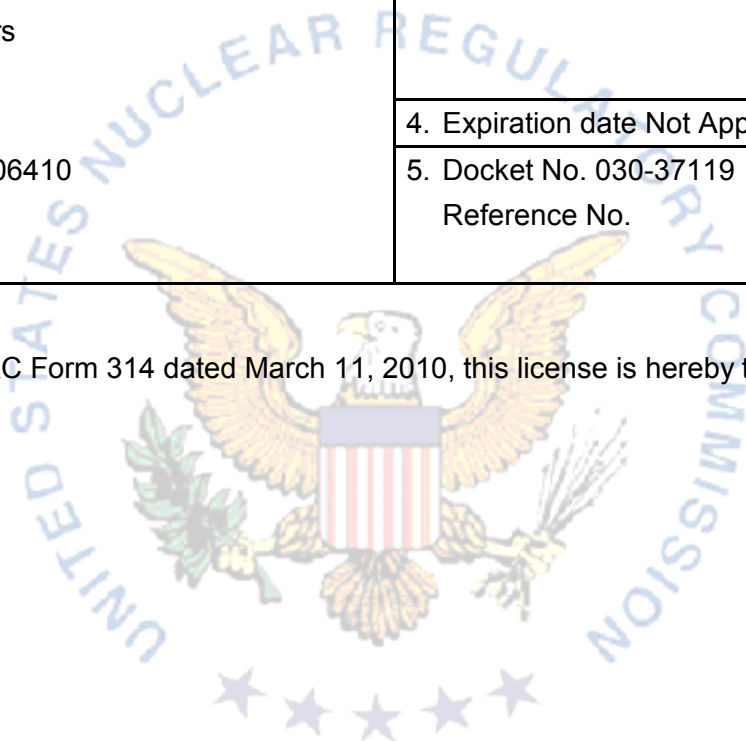 rs
4. Expiration date Not App
06410
5. Docket No. 030-37119
Reference No.
C Form 314 dated March 11, 2010, this license is hereby t
UNITED STATES NUCLEAR REGULATORY COMMISSION